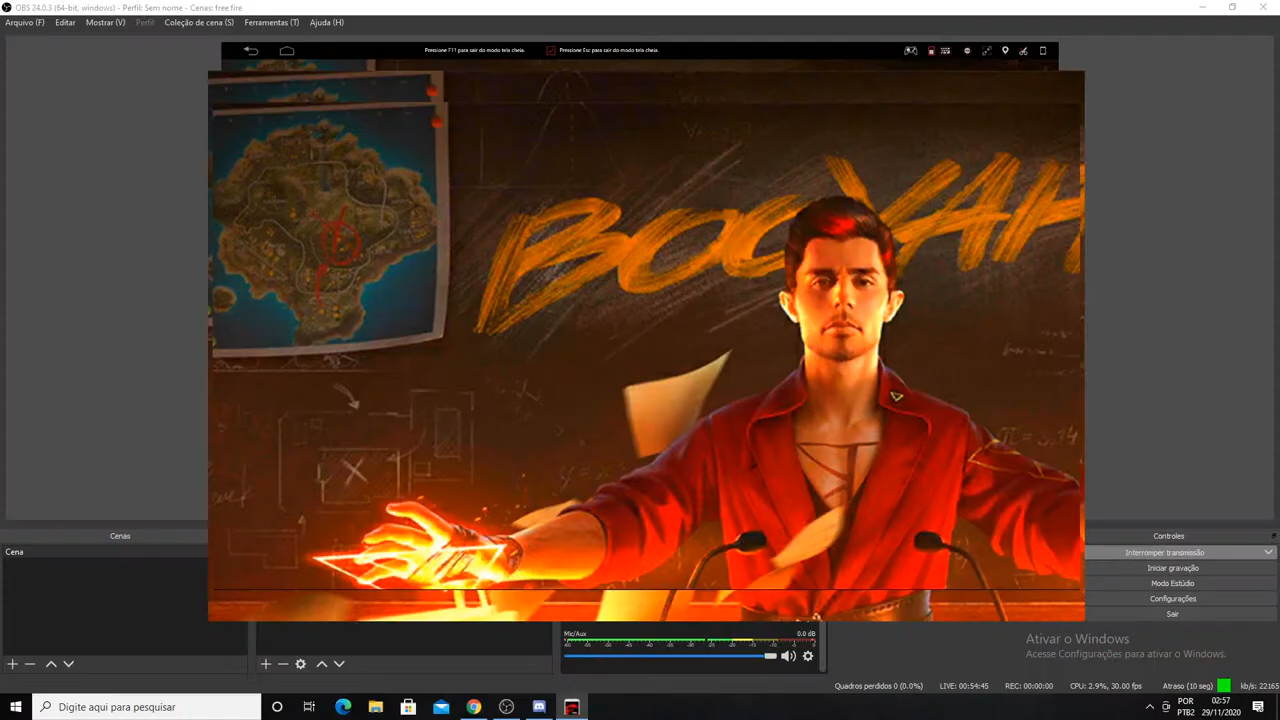 OBS 24.0.3 (64-bit, windows) - Perfil: Sem nome - Cenas: free fire
Arquivo (F) Editar Mostrar (V) Perfil Coleção de cena (S) Ferramentas (T) Ajuda (H)
Pressione F11 para sair do modo tela cheia. Pressione Esc para sair do modo tela cheia.
BOOYAH
Cenas
Controles
Cena
Interromper transmissão
Iniciar gravação
Modo Estúdio
Configurações
Sair
Mic/Aux 0.0 dB
Ativar o Windows
Acesse Configurações para ativar o Windows.
Quadros perdidos 0 (0.0%) LIVE: 00:54:45 REC: 00:00:00 CPU: 2.9%, 30.00 fps Atraso (10 seg) kb/s: 22165
Digite aqui para pesquisar
POR
PTB2
02:57
29/11/2020